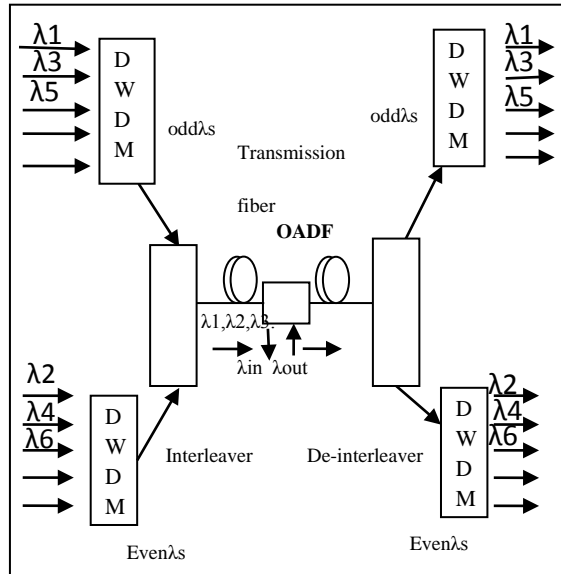 λ1
λ3
λ5
D
W
D
M
oddλs
Transmission
fiber
OADF
oddλs
D
W
D
M
λ1
λ3
λ5
λ1,λ2,λ3.
λin λout
λ2
λ4
λ6
D
W
D
M
Interleaver
De-interleaver
D
W
D
M
λ2
λ4
λ6
Evenλs
Evenλs